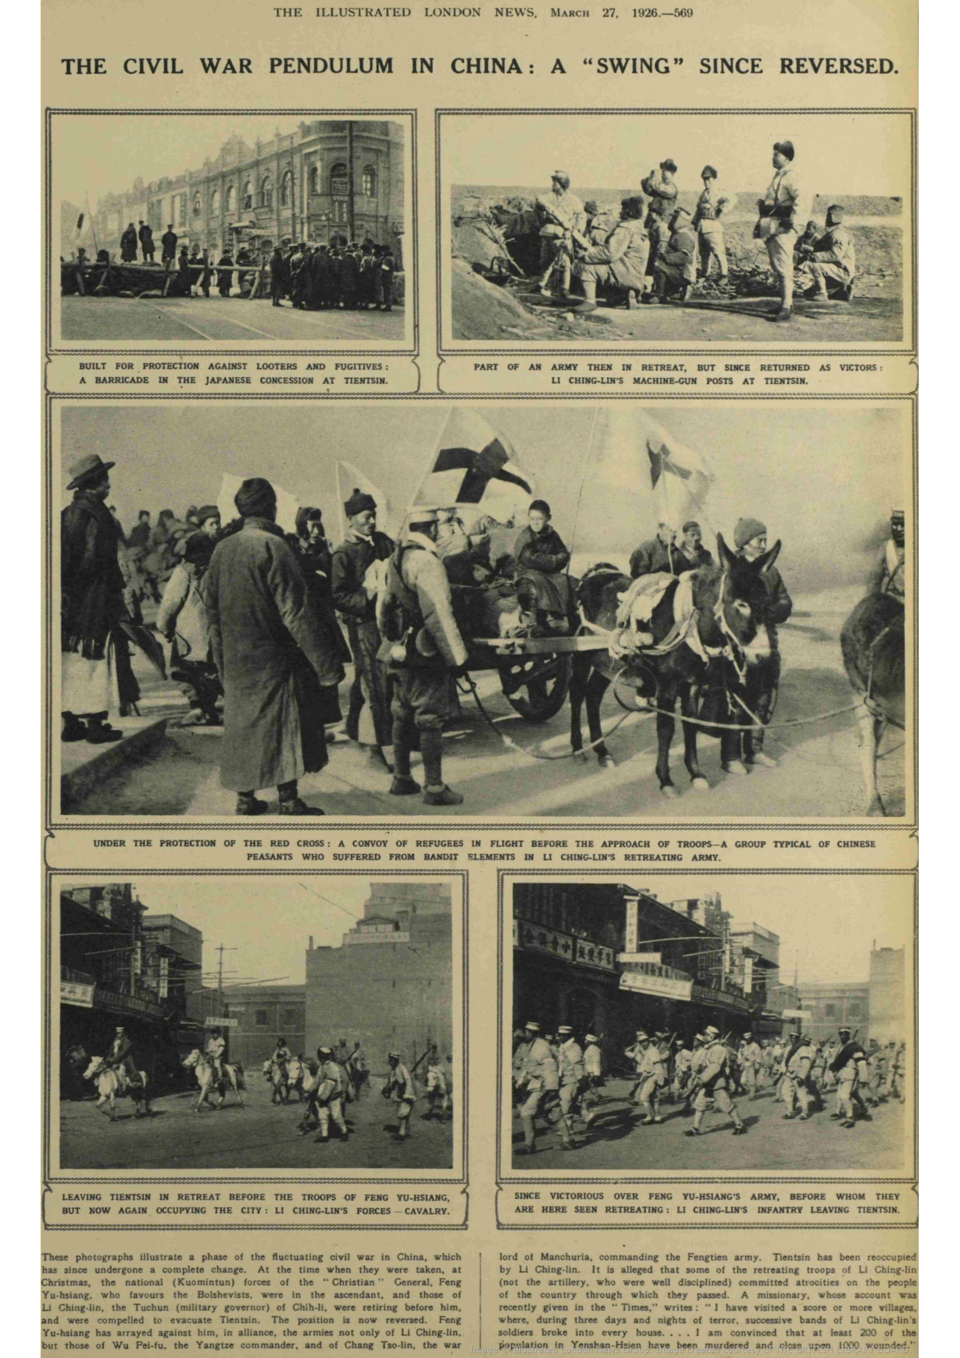 THE ILLUSTRATED LONDON NEWS, MARCH 27, 1926.—569
THE CIVIL WAR PENDULUM IN CHINA: A "SWING" SINCE REVERSED.
BUILT FOR PROTECTION AGAINST LOOTERS AND FUGITIVES:
A BARRICADE IN THE JAPANESE CONCESSION AT TIENTSIN.
PART OF AN ARMY THEN IN RETREAT, BUT SINCE RETURNED AS VICTORS:
LI CHING-LIN'S MACHINE-GUN POSTS AT TIENTSIN.
UNDER THE PROTECTION OF THE RED CROSS: A CONVOY OF REFUGEES IN FLIGHT BEFORE THE APPROACH OF TROOPS—A GROUP TYPICAL OF CHINESE
PEASANTS WHO SUFFERED FROM BANDIT ELEMENTS IN LI CHING-LIN'S RETREATING ARMY.
LEAVING TIENTSIN IN RETREAT BEFORE THE TROOPS OF FENG YU-HSIANG,
BUT NOW AGAIN OCCUPYING THE CITY: LI CHING-LIN'S FORCES—CAVALRY.
SINCE VICTORIOUS OVER FENG YU-HSIANG'S ARMY, BEFORE WHOM THEY
ARE HERE SEEN RETREATING: LI CHING-LIN'S INFANTRY LEAVING TIENTSIN.
These photographs illustrate a phase of the fluctuating civil war in China, which
has since undergone a complete change. At the time when they were taken, at
Christmas, the national (Kuomintun) forces of the "Christian" General, Feng
Yu-hsiang, who favours the Bolshevists, were in the ascendant, and those of
Li Ching-lin, the Tuchun (military governor) of Chih-li, were retiring before him,
and were compelled to evacuate Tientsin. The position is now reversed. Feng
Yu-hsiang has arrayed against him, in alliance, the armies not only of Li Ching-lin,
but those of Wu Pei-fu, the Yangtze commander, and of Chang Tso-lin, the war
lord of Manchuria, commanding the Fengtien army. Tientsin has been reoccupied
by Li Ching-lin. It is alleged that some of the retreating troops of Li Ching-lin
(not the artillery, who were well disciplined) committed atrocities on the people
of the country through which they passed. A missionary, whose account was
recently given in the "Times," writes: "I have visited a score or more villages,
where, during three days and nights of terror, successive bands of Li Ching-lin's
soldiers broke into every house. . . . I am convinced that at least 200 of the
population in Yenshan-Hsien have been murdered and close upon 1000 wounded."